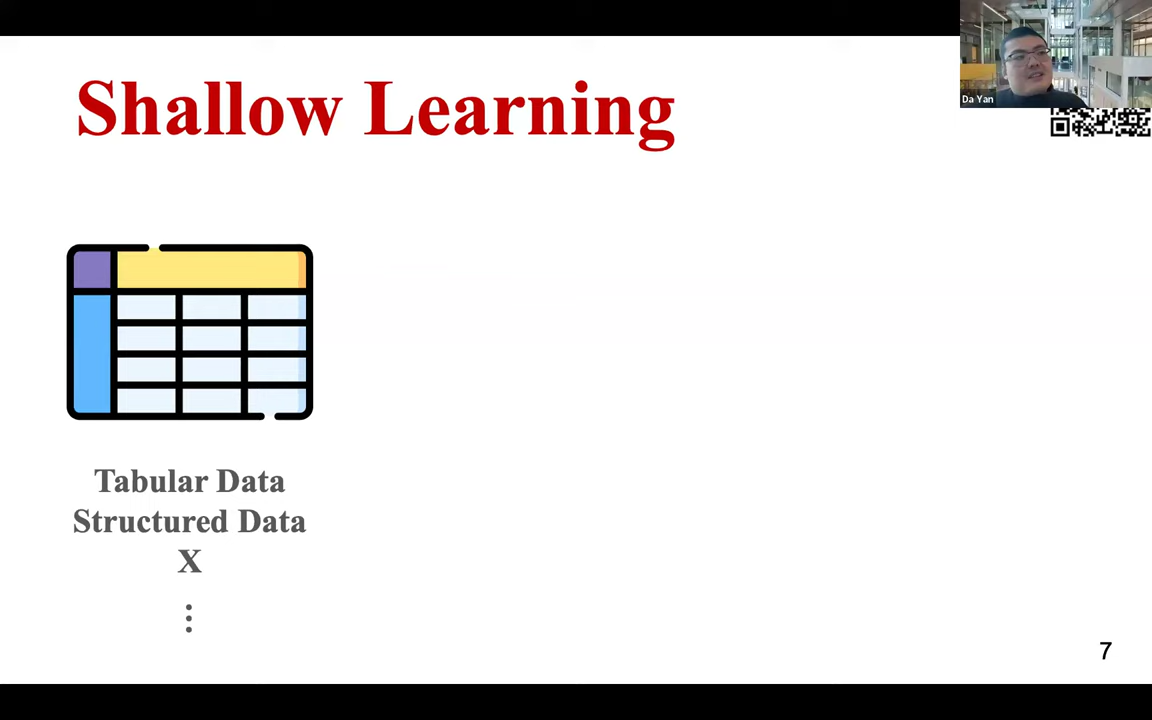 Shallow Learning
Da Yan
Tabular Data
Structured Data
X
⋮
7